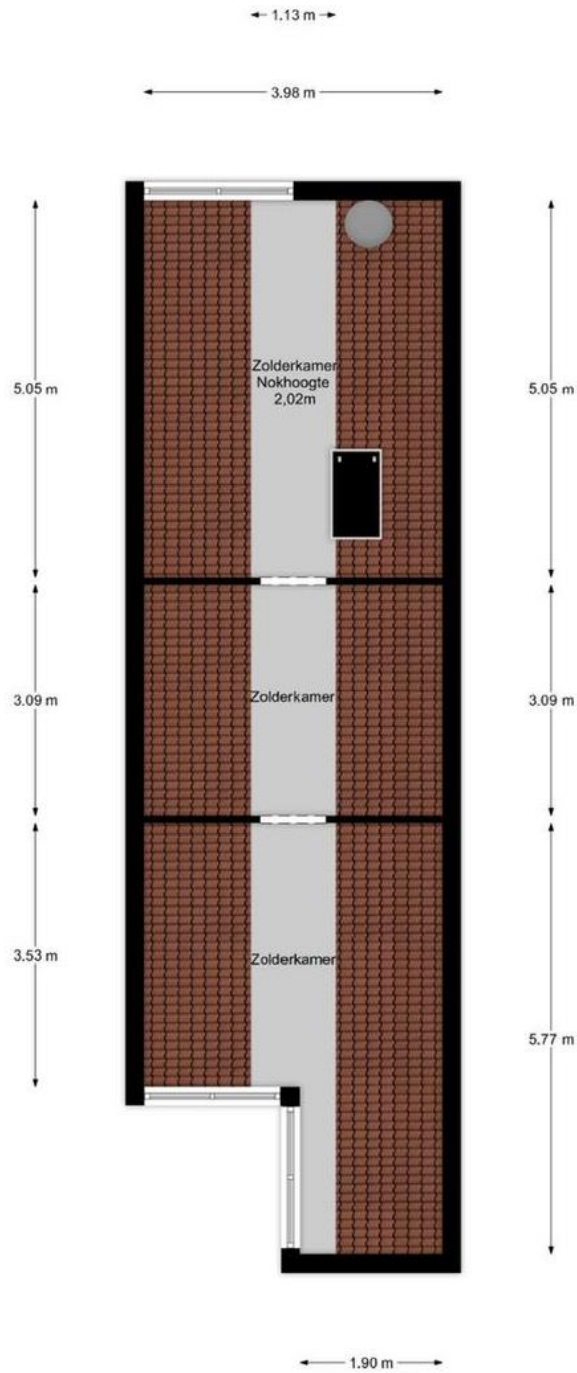 1.13 m
3.98 m
5.05 m
5.05 m
Zolderkamer
Nokhoogte
2,02m
3.09 m
Zolderkamer
3.09 m
3.53 m
Zolderkamer
5.77 m
1.90 m